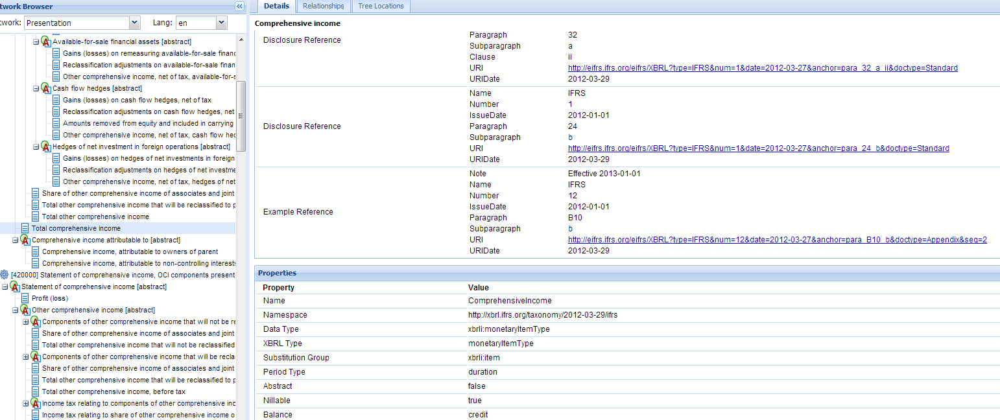 twork Browser
twork: Presentation Lang: en
Available-for-sale financial assets [abstract]
Gains (losses) on remeasuring available-for-sale financ
Reclassification adjustments on available-for-sale finan
Other comprehensive income, net of tax, available-for-s
Cash flow hedges [abstract]
Gains (losses) on cash flow hedges, net of tax
Reclassification adjustments on cash flow hedges, net
Amounts removed from equity and included in carrying
Other comprehensive income, net of tax, cash flow hed
Hedges of net investment in foreign operations [abstract]
Gains (losses) on hedges of net investments in foreign
Reclassification adjustments on hedges of net investme
Other comprehensive income, net of tax, hedges of net
Share of other comprehensive income of associates and joint
Total other comprehensive income that will be reclassified to p
Total other comprehensive income
Total comprehensive income
Comprehensive income attributable to [abstract]
Comprehensive income, attributable to owners of parent
Comprehensive income, attributable to non-controlling interests
[420000] Statement of comprehensive income, OCI components present
Statement of comprehensive income [abstract]
Profit (loss)
Other comprehensive income [abstract]
Components of other comprehensive income that will not be re
Share of other comprehensive income of associates and joint
Total other comprehensive income that will not be reclassified
Components of other comprehensive income that will be recla
Share of other comprehensive income of associates and joint
Total other comprehensive income that will be reclassified to p
Total other comprehensive income, before tax
Income tax relating to components of other comprehensive inc
Income tax relating to share of other comprehensive income o
Details Relationships Tree Locations
Comprehensive income
Disclosure Reference
Paragraph 32
Subparagraph a
Clause ii
URI http://eifrs.ifrs.org/eifrs/XBRL?type=IFRS&num=1&date=2012-03-27&anchor=para_32_a_ii&doctype=Standard
URIDate 2012-03-29
Disclosure Reference
Name IFRS
Number 1
IssueDate 2012-01-01
Paragraph 24
Subparagraph b
URI http://eifrs.ifrs.org/eifrs/XBRL?type=IFRS&num=1&date=2012-03-27&anchor=para_24_b&doctype=Standard
URIDate 2012-03-29
Example Reference
Note Effective 2013-01-01
Name IFRS
Number 12
IssueDate 2012-01-01
Paragraph B10
Subparagraph b
URI http://eifrs.ifrs.org/eifrs/XBRL?type=IFRS&num=12&date=2012-03-27&anchor=para_B10_b&doctype=Appendix&seq=2
URIDate 2012-03-29
Properties
Property Value
Name ComprehensiveIncome
Namespace http://xbrl.ifrs.org/taxonomy/2012-03-29/ifrs
Data Type xbrli:monetaryItemType
XBRL Type monetaryItemType
Substitution Group xbrli:item
Period Type duration
Abstract false
Nillable true
Balance credit